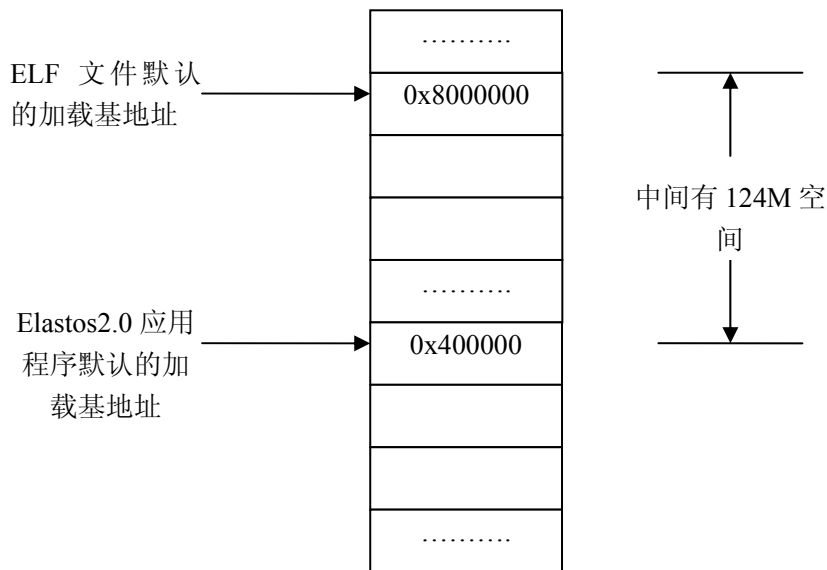 ……….
ELF 文件默认
的加载基地址
0x8000000
中间有 124M 空
间
……….
Elastos2.0 应用
程序默认的加
载基地址
0x400000
……….